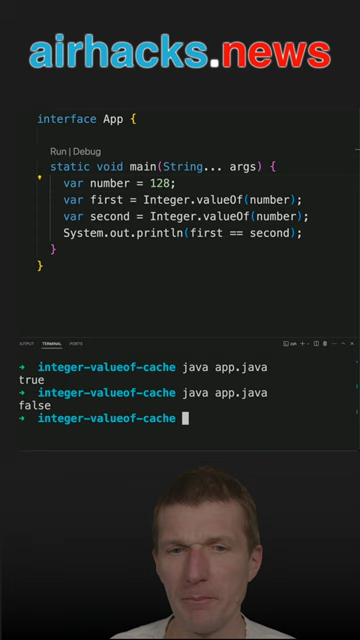 airhacks.news
interface App {
Run | Debug
static void main(String... args) {
var number = 128;
var first = Integer.valueOf(number);
var second = Integer.valueOf(number);
System.out.println(first == second);
}
}
OUTPUT TERMINAL PORTS zsh
→ integer-valueof-cache java app.java
true
→ integer-valueof-cache java app.java
false
→ integer-valueof-cache